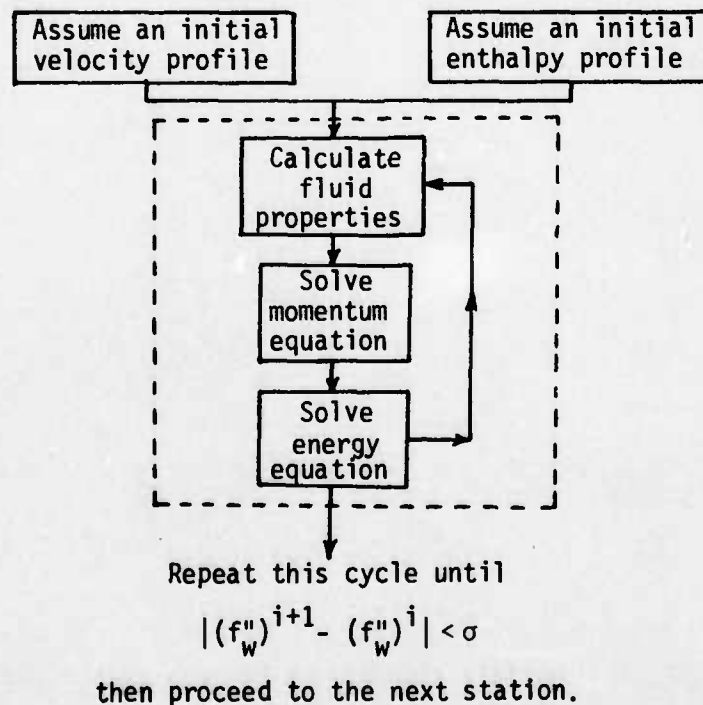 Assume an initial
velocity profile
Assume an initial
enthalpy profile
Calculate
fluid
properties
Solve
momentum
equation
Solve
energy
equation
Repeat this cycle until
|(f"w)^{i+1} - (f"w)^i| < σ
then proceed to the next station.